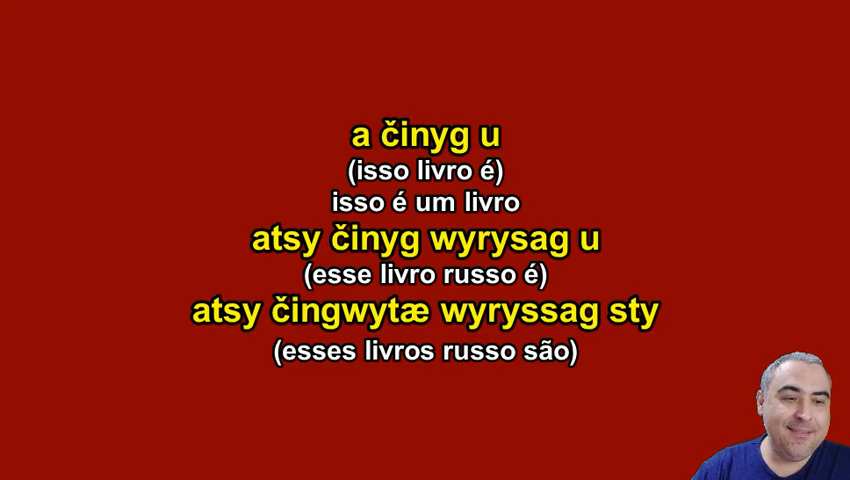 a činyg u
(isso livro é)
isso é um livro
atsy činyg wyrysag u
(esse livro russo é)
atsy čingwytæ wyryssag sty
(esses livros russo são)